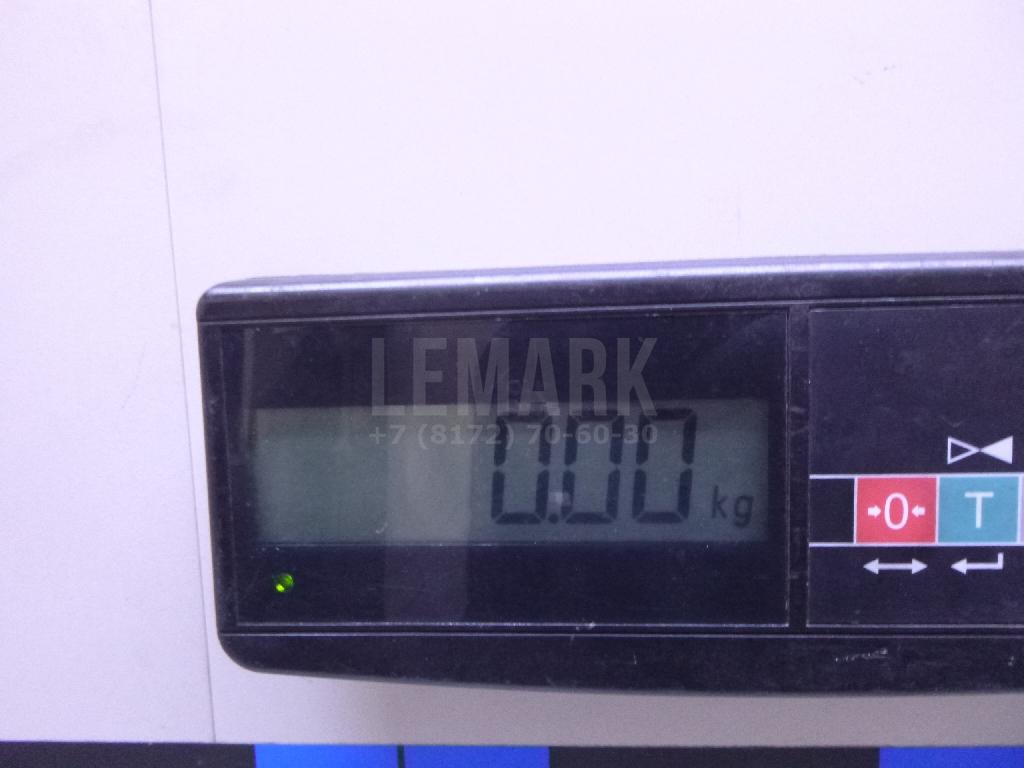 LEMARK
+7 (8172) 70-60-30
0.00 kg
→0← T